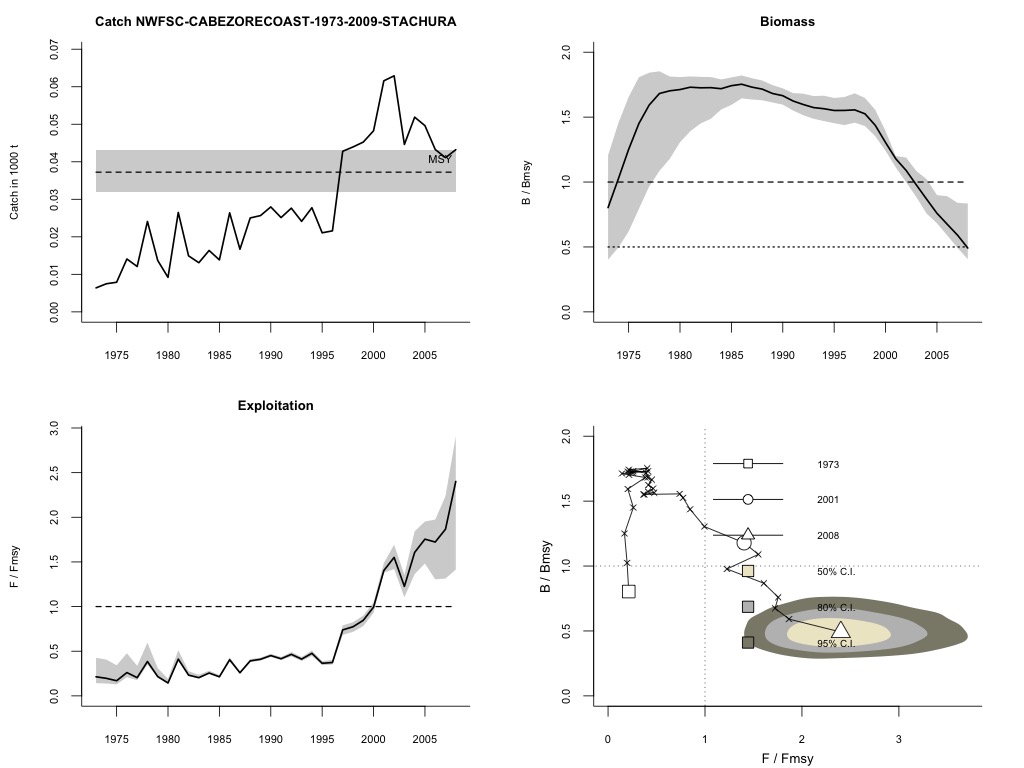 Catch NWFSC-CABEZORECOAST-1973-2009-STACHURA
Catch in 1000 t
0.07
0.06
0.05
0.04
0.03
0.02
0.01
0.00
MSY
1975 1980 1985 1990 1995 2000 2005
Biomass
B / Bmsy
2.0
1.5
1.0
0.5
0.0
1975 1980 1985 1990 1995 2000 2005
Exploitation
F / Fmsy
3.0
2.5
2.0
1.5
1.0
0.5
0.0
1975 1980 1985 1990 1995 2000 2005
B / Bmsy
2.0
1.5
1.0
0.5
0.0
1973
2001
2008
50% C.I.
80% C.I.
95% C.I.
0 1 2 3
F / Fmsy